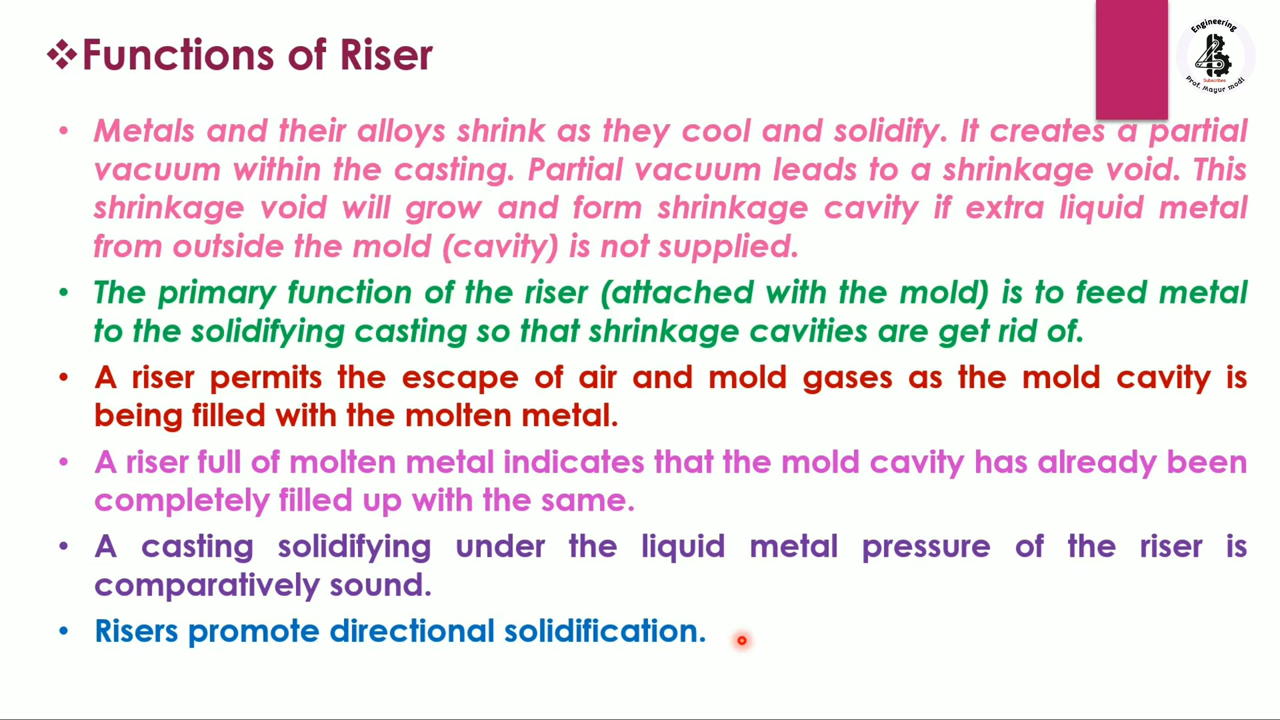 ❖Functions of Riser
Engineering
Subscribes
Prof. Mayur modi
• Metals and their alloys shrink as they cool and solidify. It creates a partial
vacuum within the casting. Partial vacuum leads to a shrinkage void. This
shrinkage void will grow and form shrinkage cavity if extra liquid metal
from outside the mold (cavity) is not supplied.
• The primary function of the riser (attached with the mold) is to feed metal
to the solidifying casting so that shrinkage cavities are get rid of.
• A riser permits the escape of air and mold gases as the mold cavity is
being filled with the molten metal.
• A riser full of molten metal indicates that the mold cavity has already been
completely filled up with the same.
• A casting solidifying under the liquid metal pressure of the riser is
comparatively sound.
• Risers promote directional solidification.